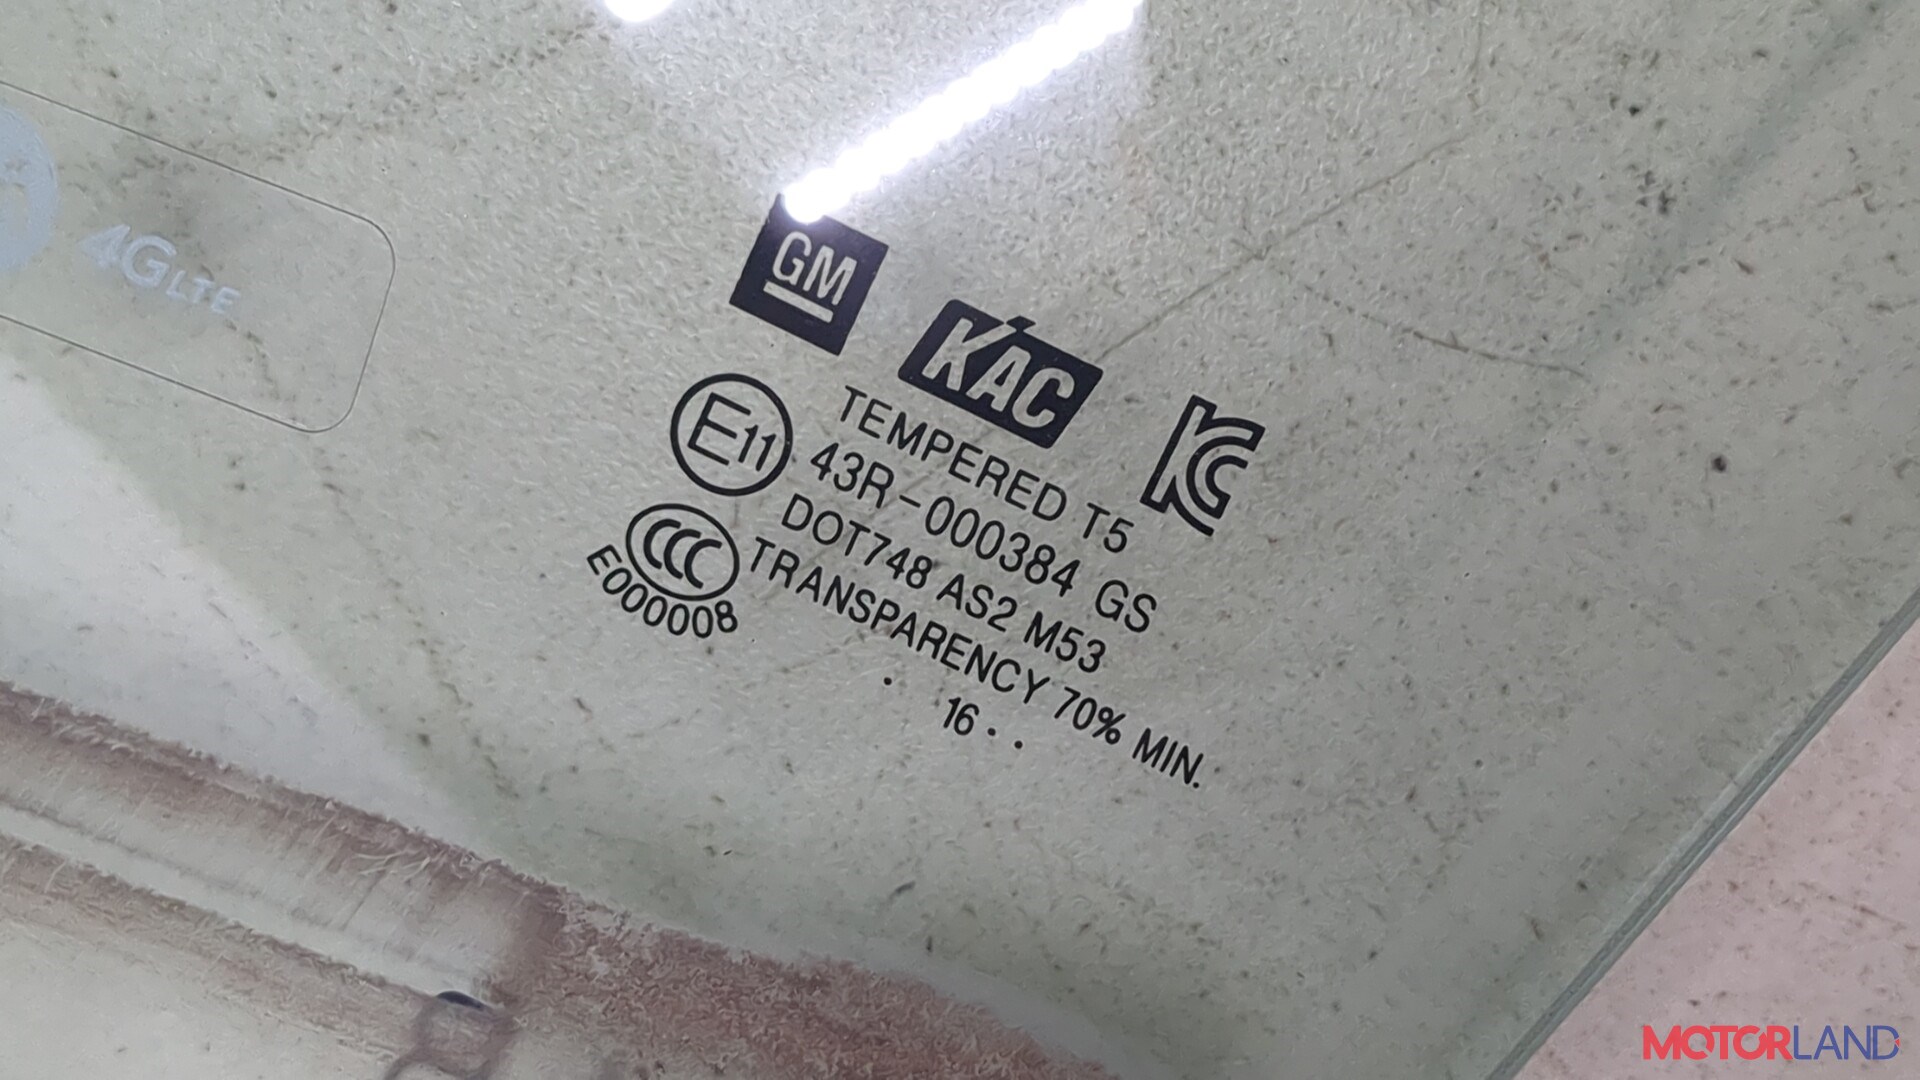 4G LTE
GM
KAC
KC
E11
TEMPERED T5
43R-000384 GS
DOT748 AS2 M53
CCC
E000008
TRANSPARENCY 70% MIN.
. 16 . .
MOTORLAND